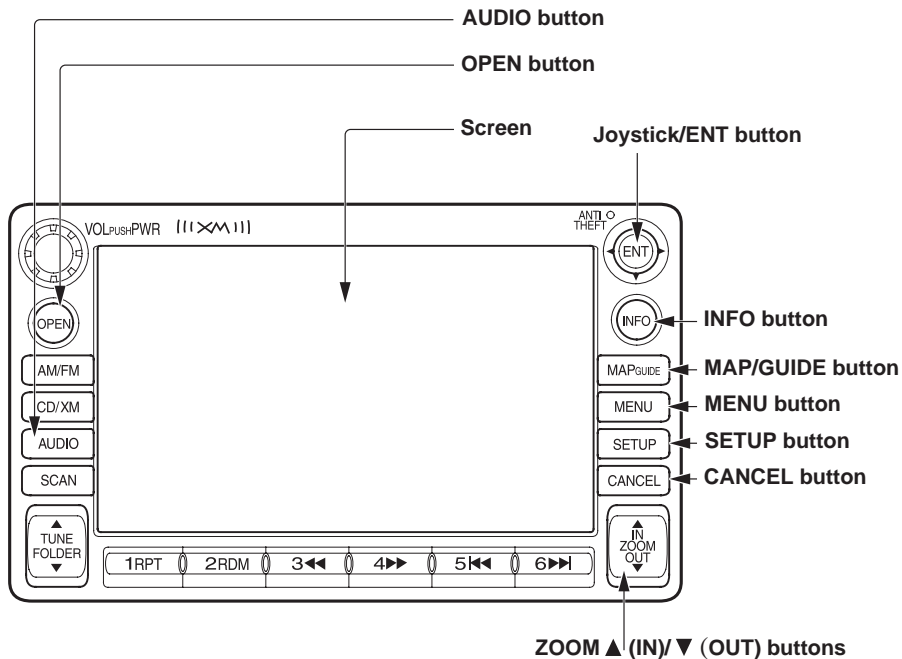 AUDIO button
OPEN button
Screen
Joystick/ENT button
VOLPUSHPWR XM
ANTI THEFT
ENT
OPEN
INFO
INFO button
AM/FM
MAPGUIDE
MAP/GUIDE button
CD/XM
MENU
MENU button
AUDIO
SETUP
SETUP button
SCAN
CANCEL
CANCEL button
▲
TUNE
FOLDER
▼
▲
IN
ZOOM
OUT
▼
1RPT 2RDM 3◀◀ 4▶▶ 5|◀◀ 6▶▶|
ZOOM ▲ (IN)/ ▼ (OUT) buttons